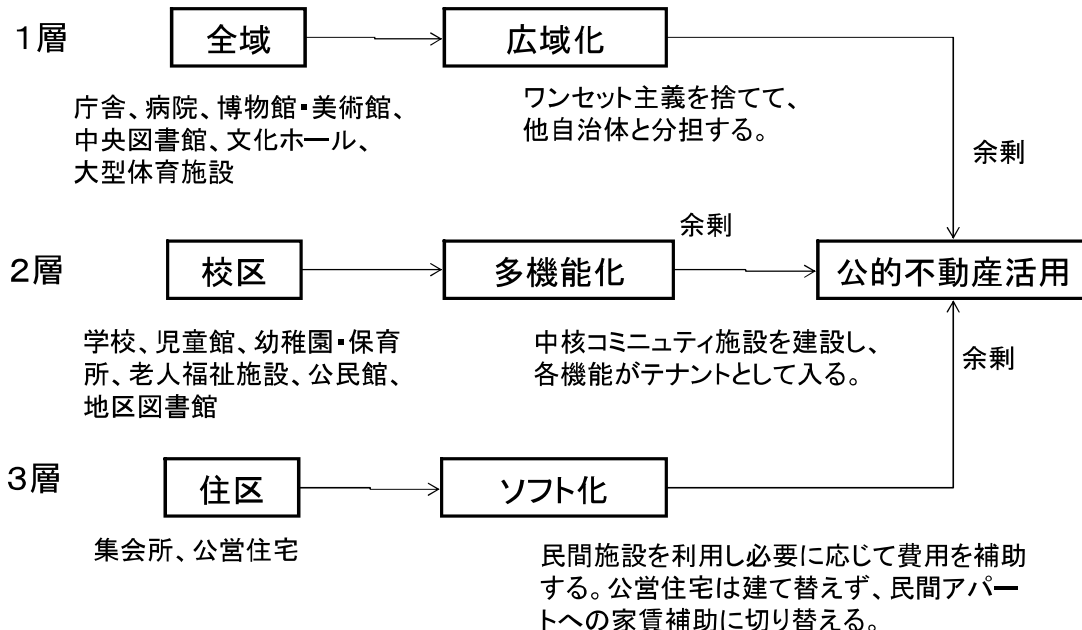 1層
全域
広域化
庁舎、病院、博物館・美術館、
中央図書館、文化ホール、
大型体育施設
ワンセット主義を捨てて、
他自治体と分担する。
余剰
2層
校区
多機能化
余剰
公的不動産活用
学校、児童館、幼稚園・保育
所、老人福祉施設、公民館、
地区図書館
中核コミニュティ施設を建設し、
各機能がテナントとして入る。
余剰
3層
住区
ソフト化
集会所、公営住宅
民間施設を利用し必要に応じて費用を補助
する。公営住宅は建て替えず、民間アパー
トへの家賃補助に切り替える。